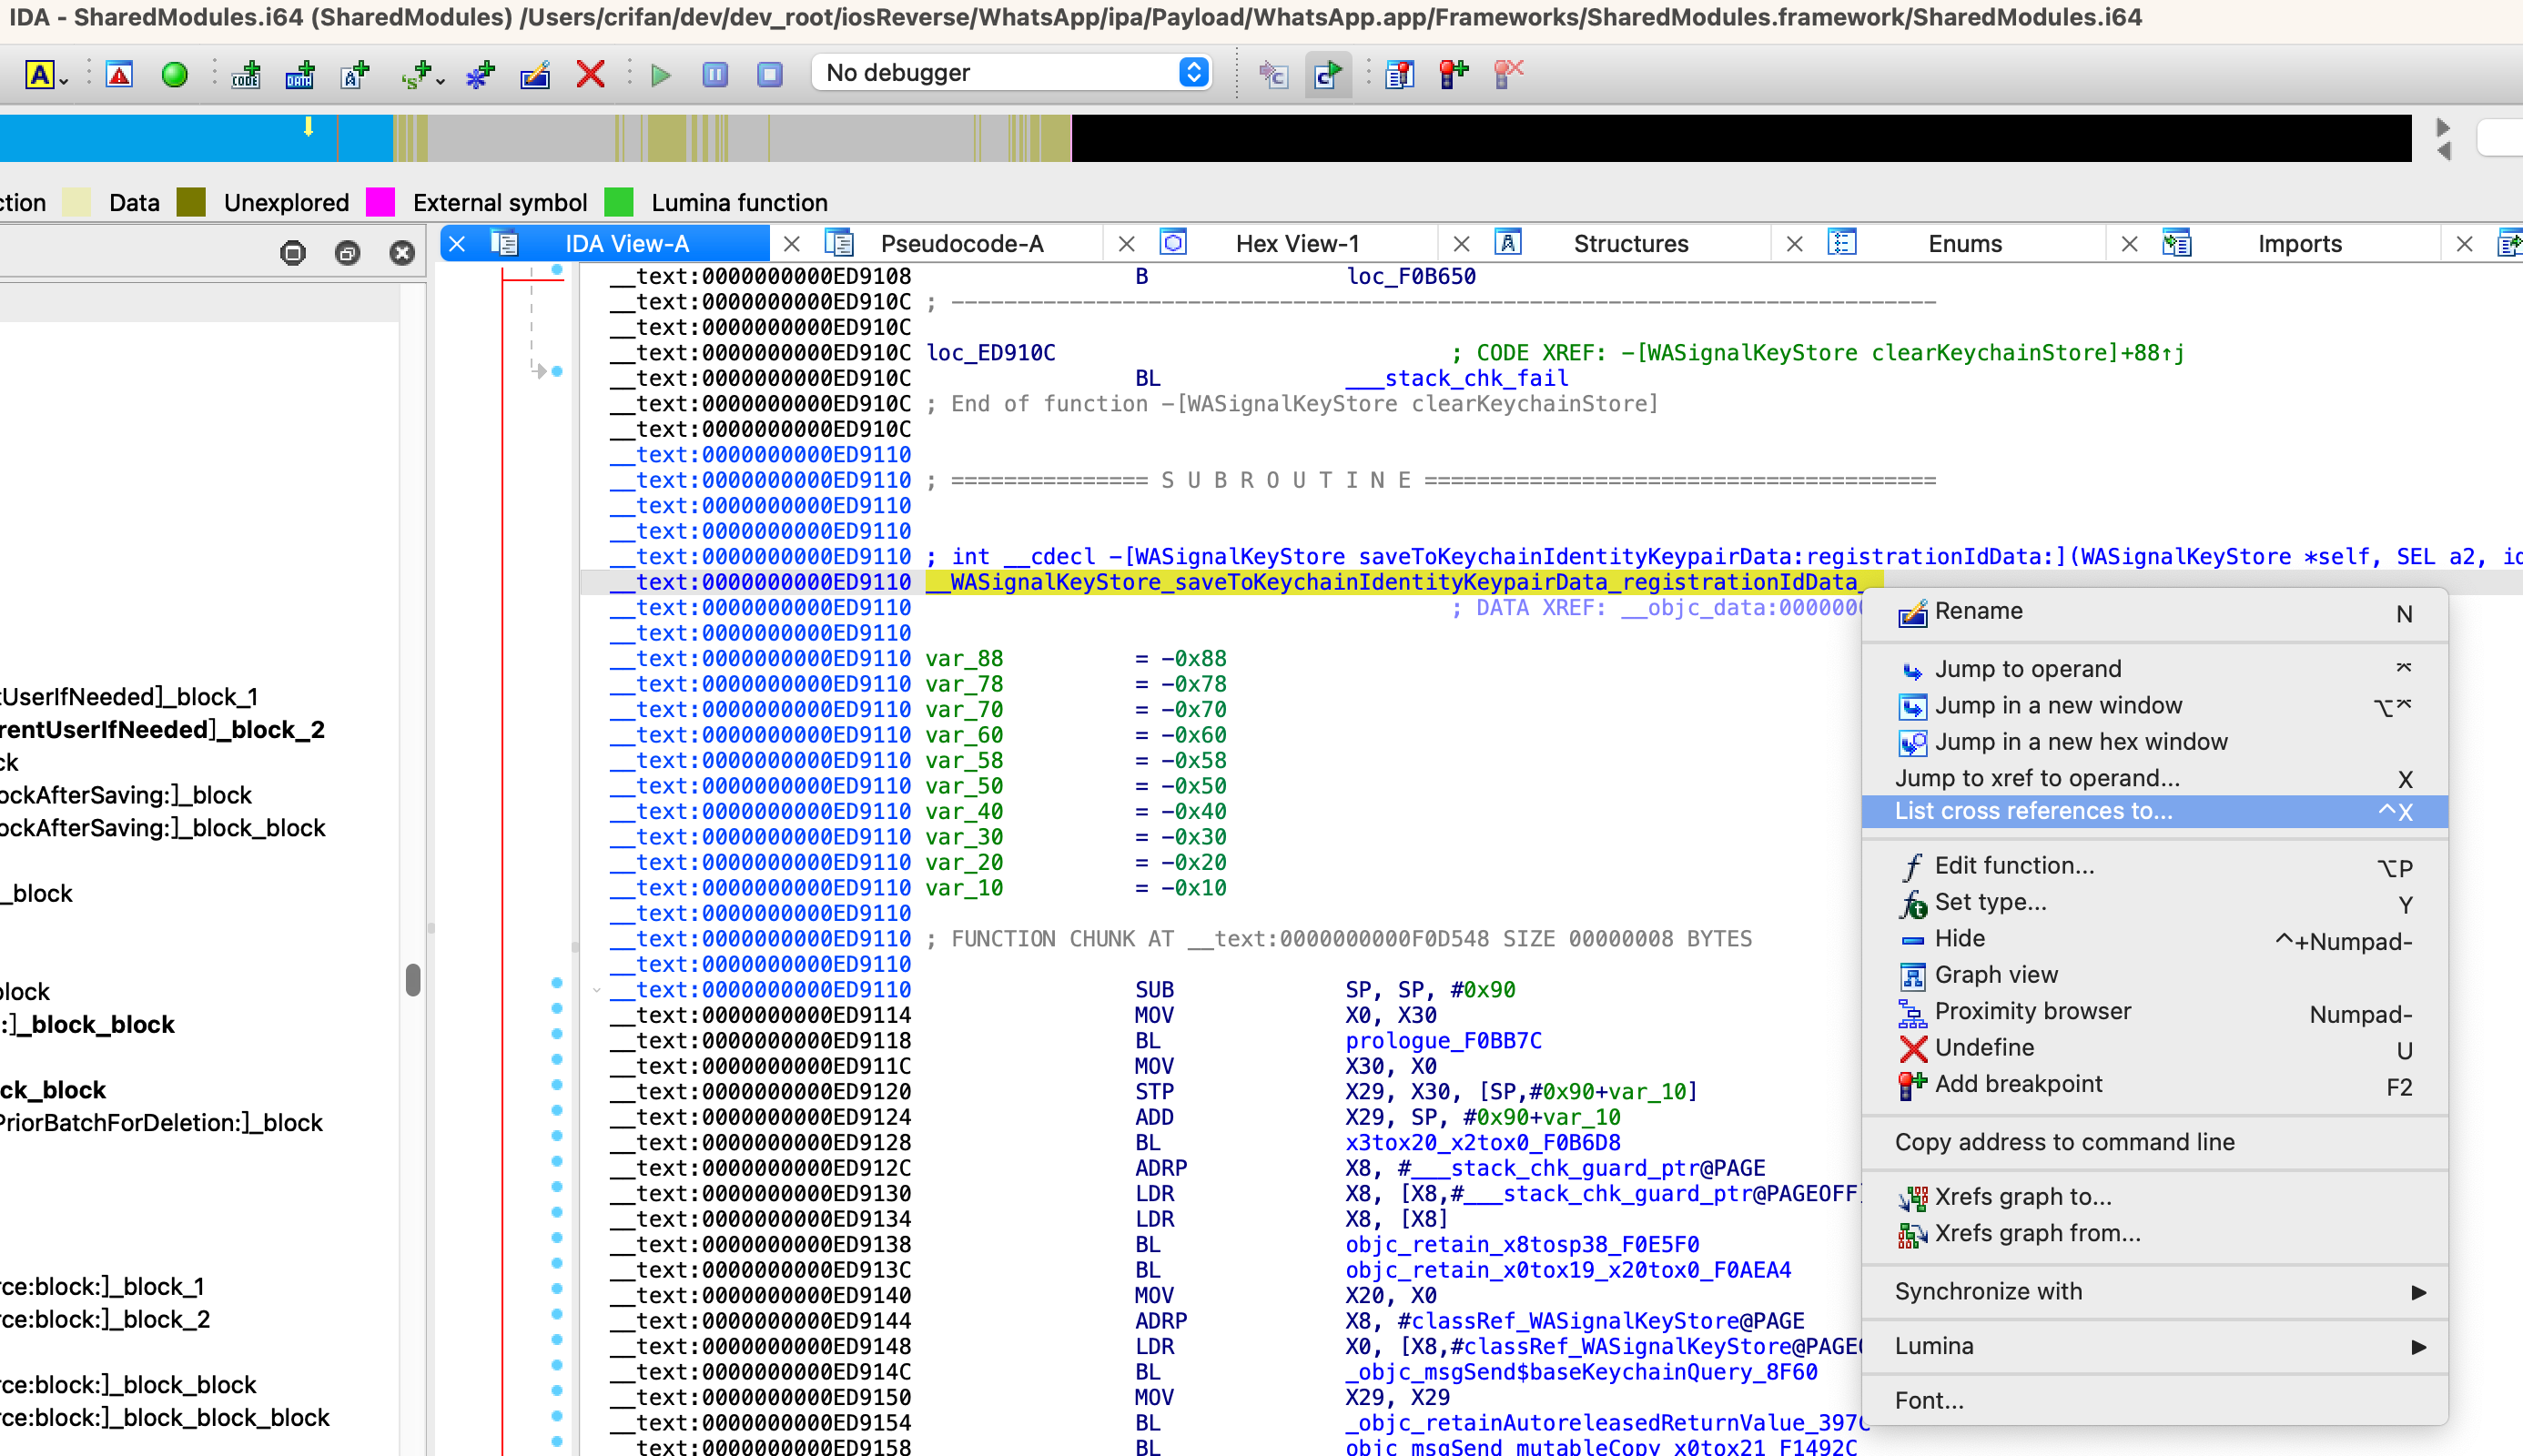 IDA - SharedModules.i64 (SharedModules) /Users/crifan/dev/dev_root/iosReverse/WhatsApp/ipa/Payload/WhatsApp.app/Frameworks/SharedModules.framework/SharedModules.i64
No debugger
ction Data Unexplored External symbol Lumina function
IDA View-A Pseudocode-A Hex View-1 Structures Enums Imports
tUserIfNeeded]_block_1
rentUserIfNeeded]_block_2
ck
ockAfterSaving:]_block
ockAfterSaving:]_block_block
_block
block
:]_block_block
ck_block
PriorBatchForDeletion:]_block
rce:block:]_block_1
rce:block:]_block_2
rce:block:]_block_block
rce:block:]_block_block_block
__text:0000000000ED9108 B loc_F0B650
__text:0000000000ED910C ; ---------------------------------------------------------------------------
__text:0000000000ED910C
__text:0000000000ED910C loc_ED910C ; CODE XREF: -[WASignalKeyStore clearKeychainStore]+88↑j
__text:0000000000ED910C BL ___stack_chk_fail
__text:0000000000ED910C ; End of function -[WASignalKeyStore clearKeychainStore]
__text:0000000000ED910C
__text:0000000000ED9110
__text:0000000000ED9110 ; =============== S U B R O U T I N E =======================================
__text:0000000000ED9110
__text:0000000000ED9110
__text:0000000000ED9110 ; int __cdecl -[WASignalKeyStore saveToKeychainIdentityKeypairData:registrationIdData:](WASignalKeyStore *self, SEL a2, id
__text:0000000000ED9110 __WASignalKeyStore_saveToKeychainIdentityKeypairData_registrationIdData_
__text:0000000000ED9110 ; DATA XREF: __objc_data:0000000
__text:0000000000ED9110
__text:0000000000ED9110 var_88 = -0x88
__text:0000000000ED9110 var_78 = -0x78
__text:0000000000ED9110 var_70 = -0x70
__text:0000000000ED9110 var_60 = -0x60
__text:0000000000ED9110 var_58 = -0x58
__text:0000000000ED9110 var_50 = -0x50
__text:0000000000ED9110 var_40 = -0x40
__text:0000000000ED9110 var_30 = -0x30
__text:0000000000ED9110 var_20 = -0x20
__text:0000000000ED9110 var_10 = -0x10
__text:0000000000ED9110
__text:0000000000ED9110 ; FUNCTION CHUNK AT __text:0000000000F0D548 SIZE 00000008 BYTES
__text:0000000000ED9110
__text:0000000000ED9110 SUB SP, SP, #0x90
__text:0000000000ED9114 MOV X0, X30
__text:0000000000ED9118 BL prologue_F0BB7C
__text:0000000000ED911C MOV X30, X0
__text:0000000000ED9120 STP X29, X30, [SP,#0x90+var_10]
__text:0000000000ED9124 ADD X29, SP, #0x90+var_10
__text:0000000000ED9128 BL x3tox20_x2tox0_F0B6D8
__text:0000000000ED912C ADRP X8, #___stack_chk_guard_ptr@PAGE
__text:0000000000ED9130 LDR X8, [X8,#___stack_chk_guard_ptr@PAGEOFF]
__text:0000000000ED9134 LDR X8, [X8]
__text:0000000000ED9138 BL objc_retain_x8tosp38_F0E5F0
__text:0000000000ED913C BL objc_retain_x0tox19_x20tox0_F0AEA4
__text:0000000000ED9140 MOV X20, X0
__text:0000000000ED9144 ADRP X8, #classRef_WASignalKeyStore@PAGE
__text:0000000000ED9148 LDR X0, [X8,#classRef_WASignalKeyStore@PAGEO
__text:0000000000ED914C BL _objc_msgSend$baseKeychainQuery_8F60
__text:0000000000ED9150 MOV X29, X29
__text:0000000000ED9154 BL _objc_retainAutoreleasedReturnValue_397C
__text:0000000000ED9158 BL objc_msgSend_mutableCopy_x0tox21_F1492C
Rename N
Jump to operand ⌤
Jump in a new window ⌥⌤
Jump in a new hex window
Jump to xref to operand... X
List cross references to... ^X
Edit function... ⌥P
Set type... Y
Hide ^+Numpad-
Graph view
Proximity browser Numpad-
Undefine U
Add breakpoint F2
Copy address to command line
Xrefs graph to...
Xrefs graph from...
Synchronize with
Lumina
Font...